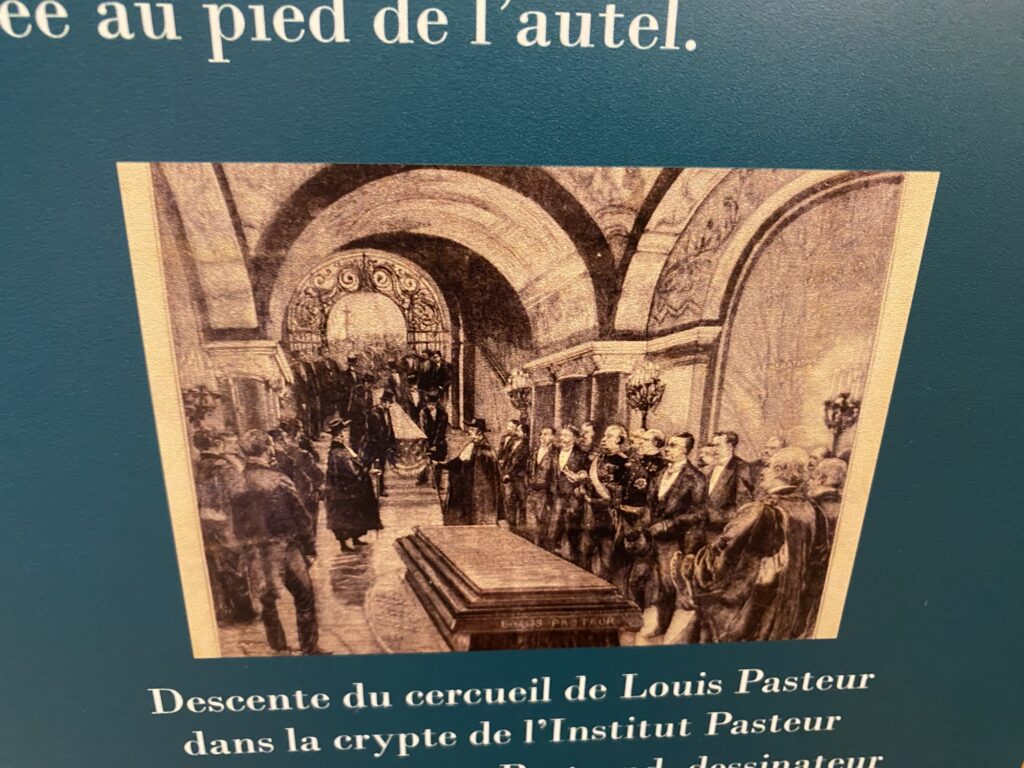 ée au pied de l'autel.
LOUIS PASTEUR
Descente du cercueil de Louis Pasteur
dans la crypte de l'Institut Pasteur
dessinateur